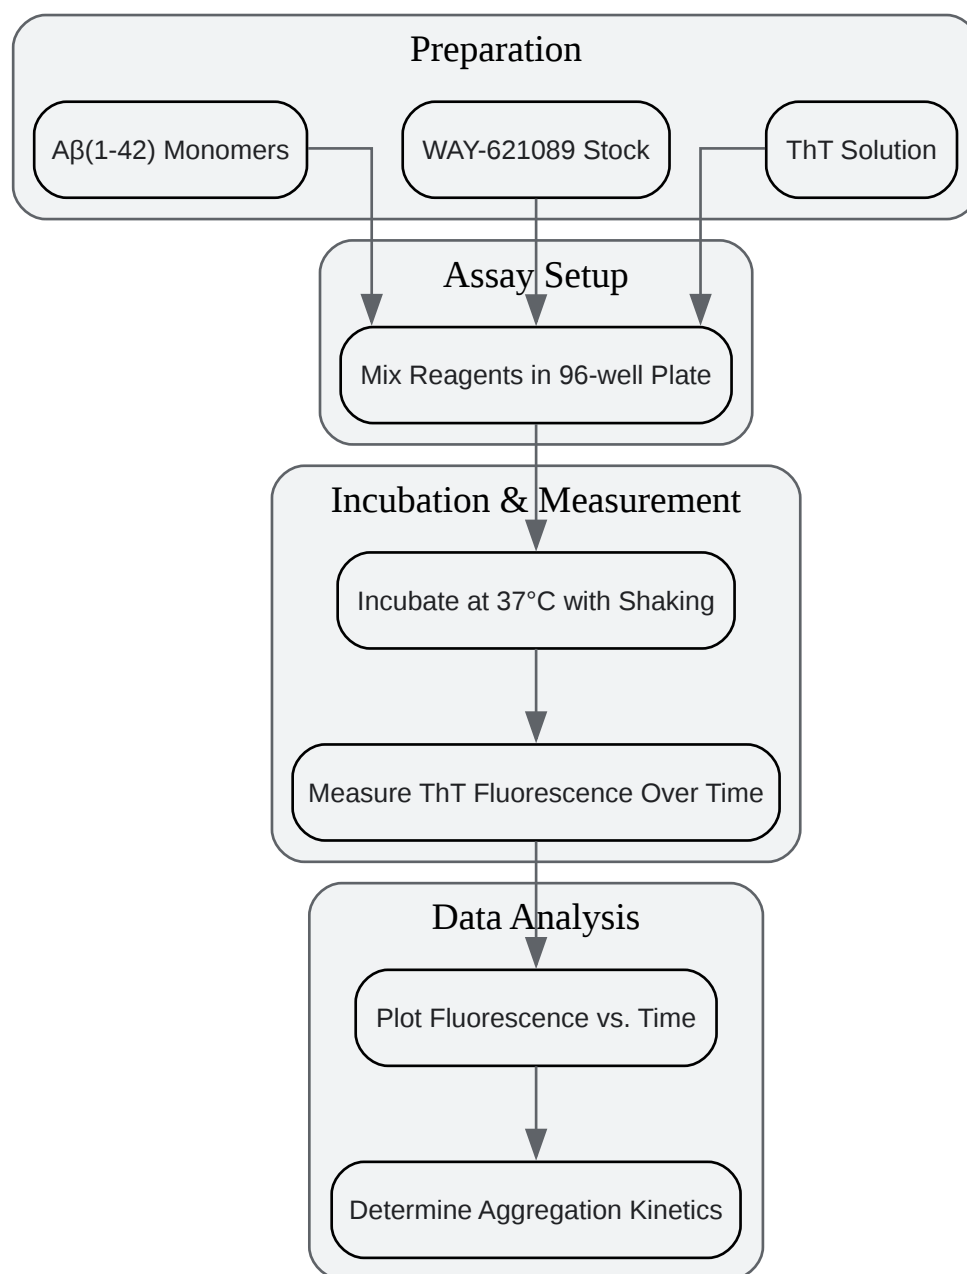 Preparation
Aβ(1-42) Monomers
WAY-621089 Stock
ThT Solution
Assay Setup
Mix Reagents in 96-well Plate
Incubation & Measurement
Incubate at 37°C with Shaking
Measure ThT Fluorescence Over Time
Data Analysis
Plot Fluorescence vs. Time
Determine Aggregation Kinetics